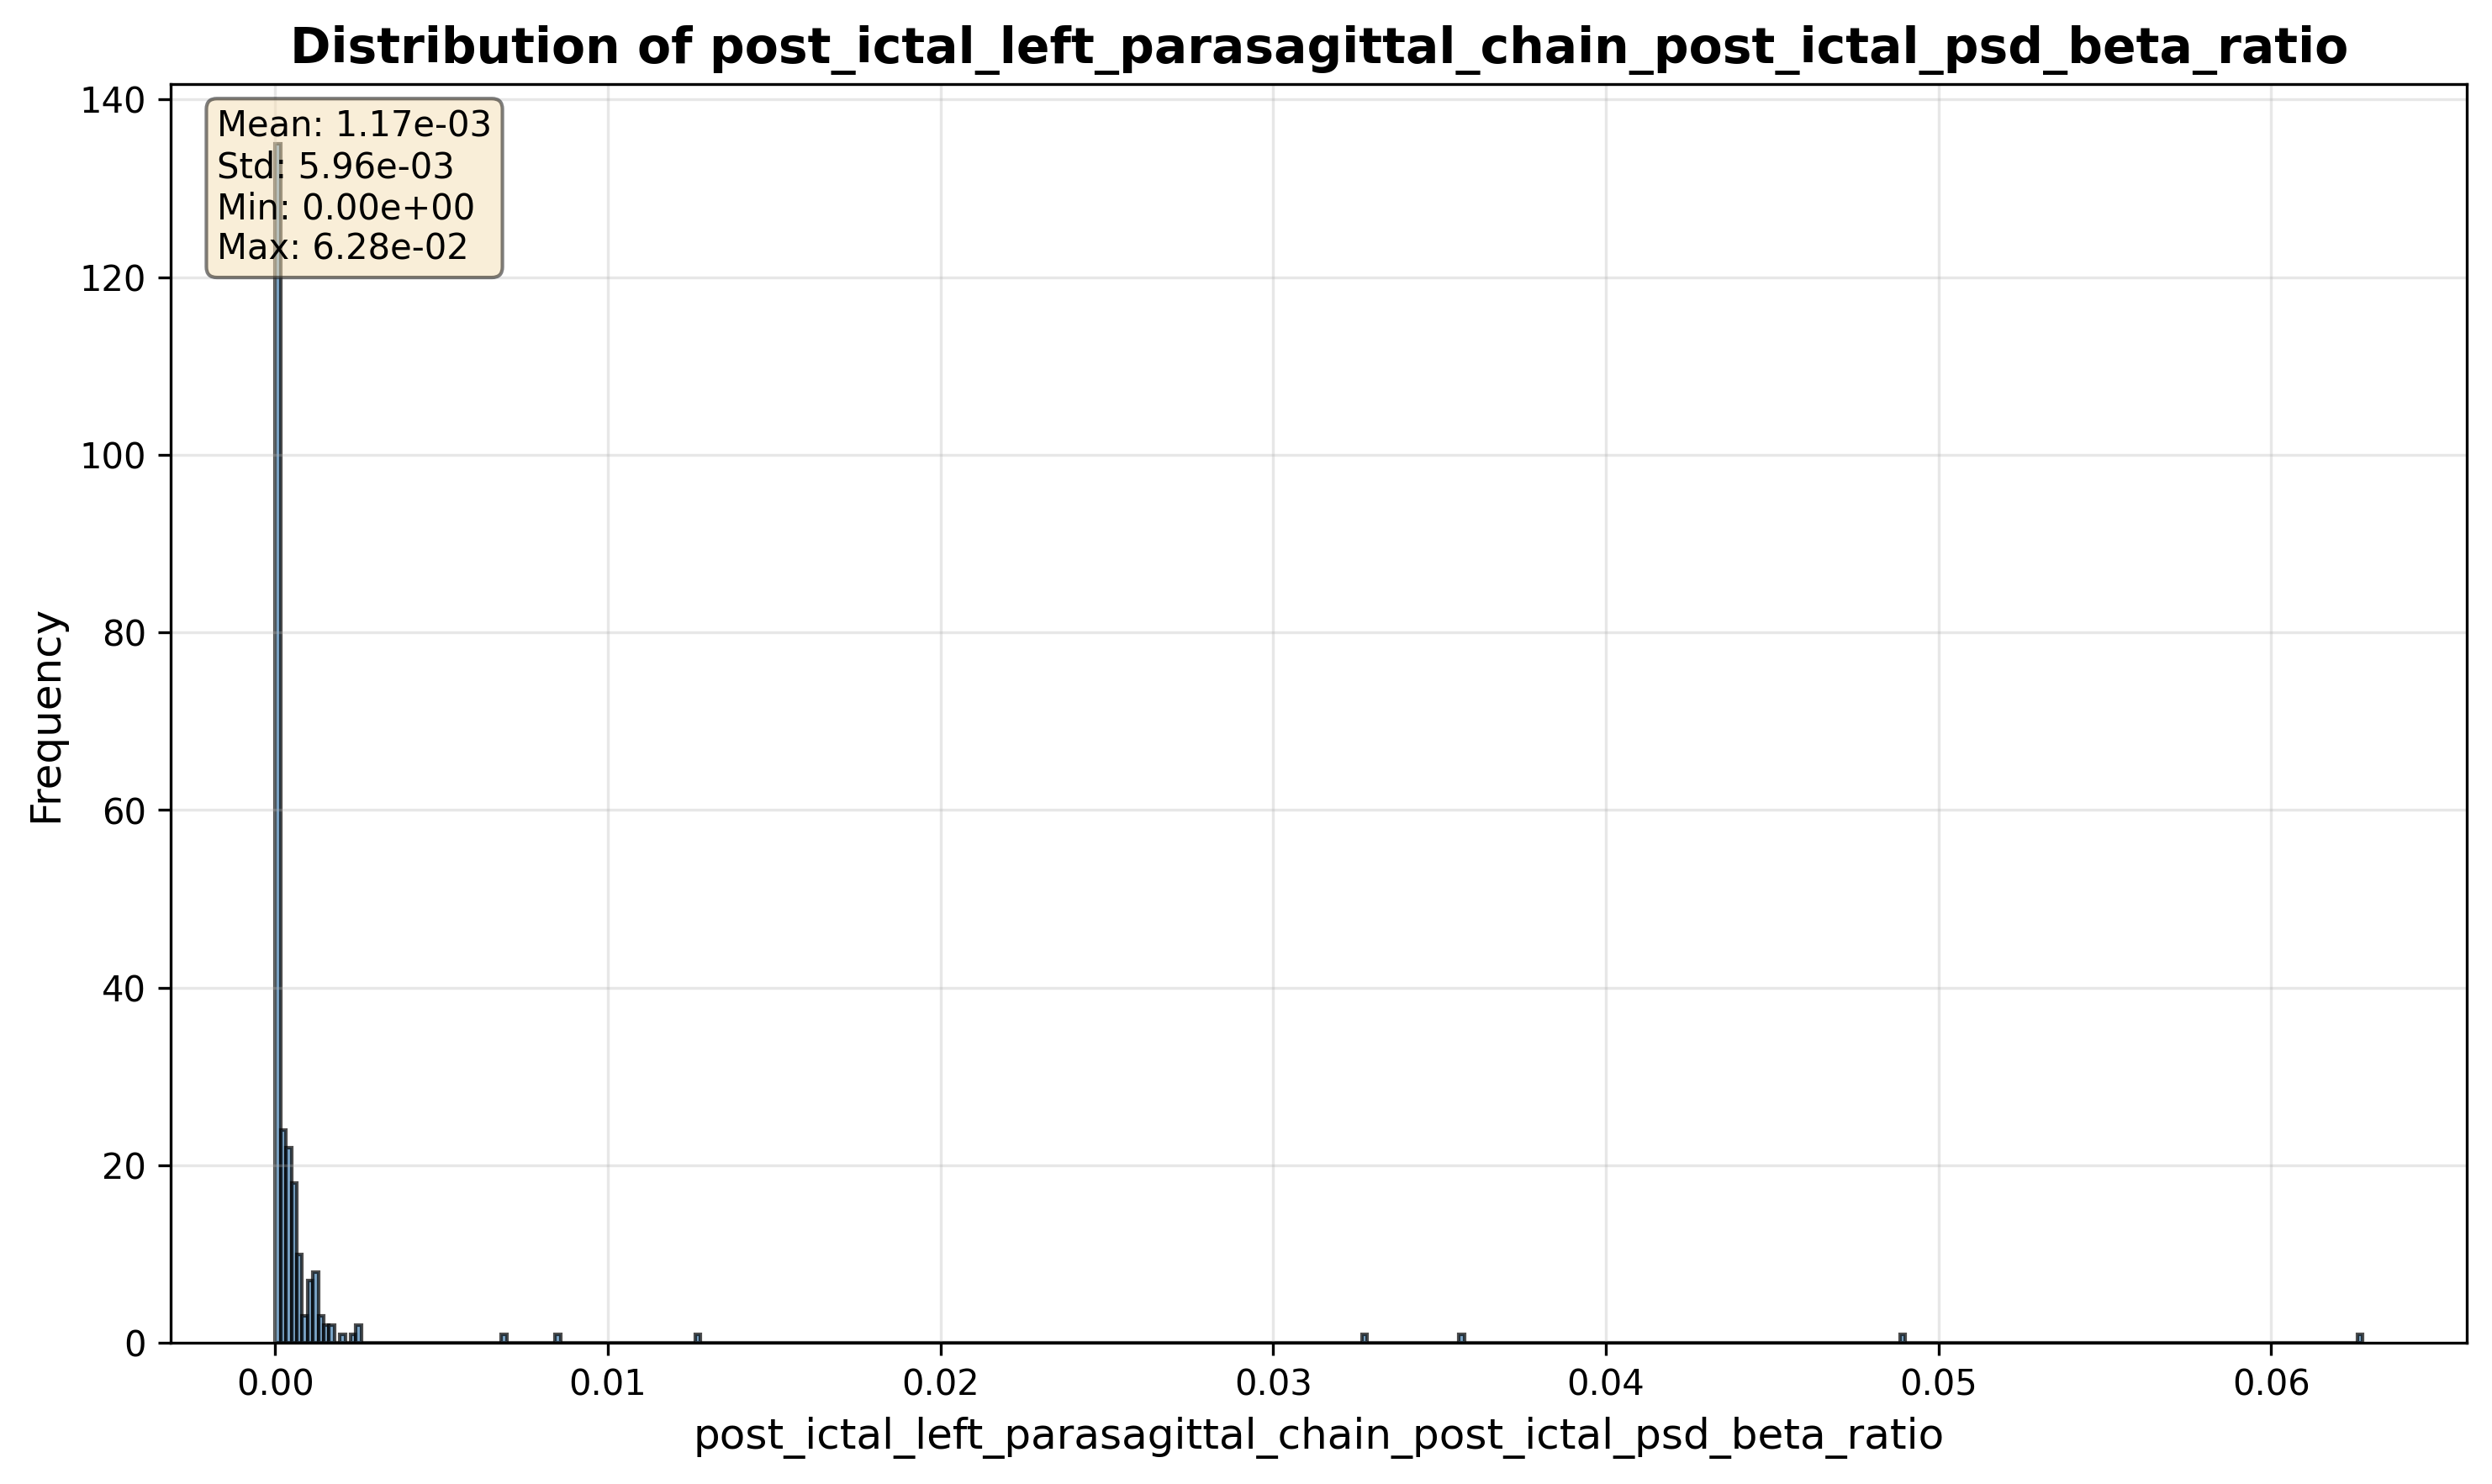 Distribution of post_ictal_left_parasagittal_chain_post_ictal_psd_beta_ratio
Mean: 1.17e-03
Std: 5.96e-03
Min: 0.00e+00
Max: 6.28e-02
140
120
100
80
60
40
20
0
Frequency
0.00 0.01 0.02 0.03 0.04 0.05 0.06
post_ictal_left_parasagittal_chain_post_ictal_psd_beta_ratio